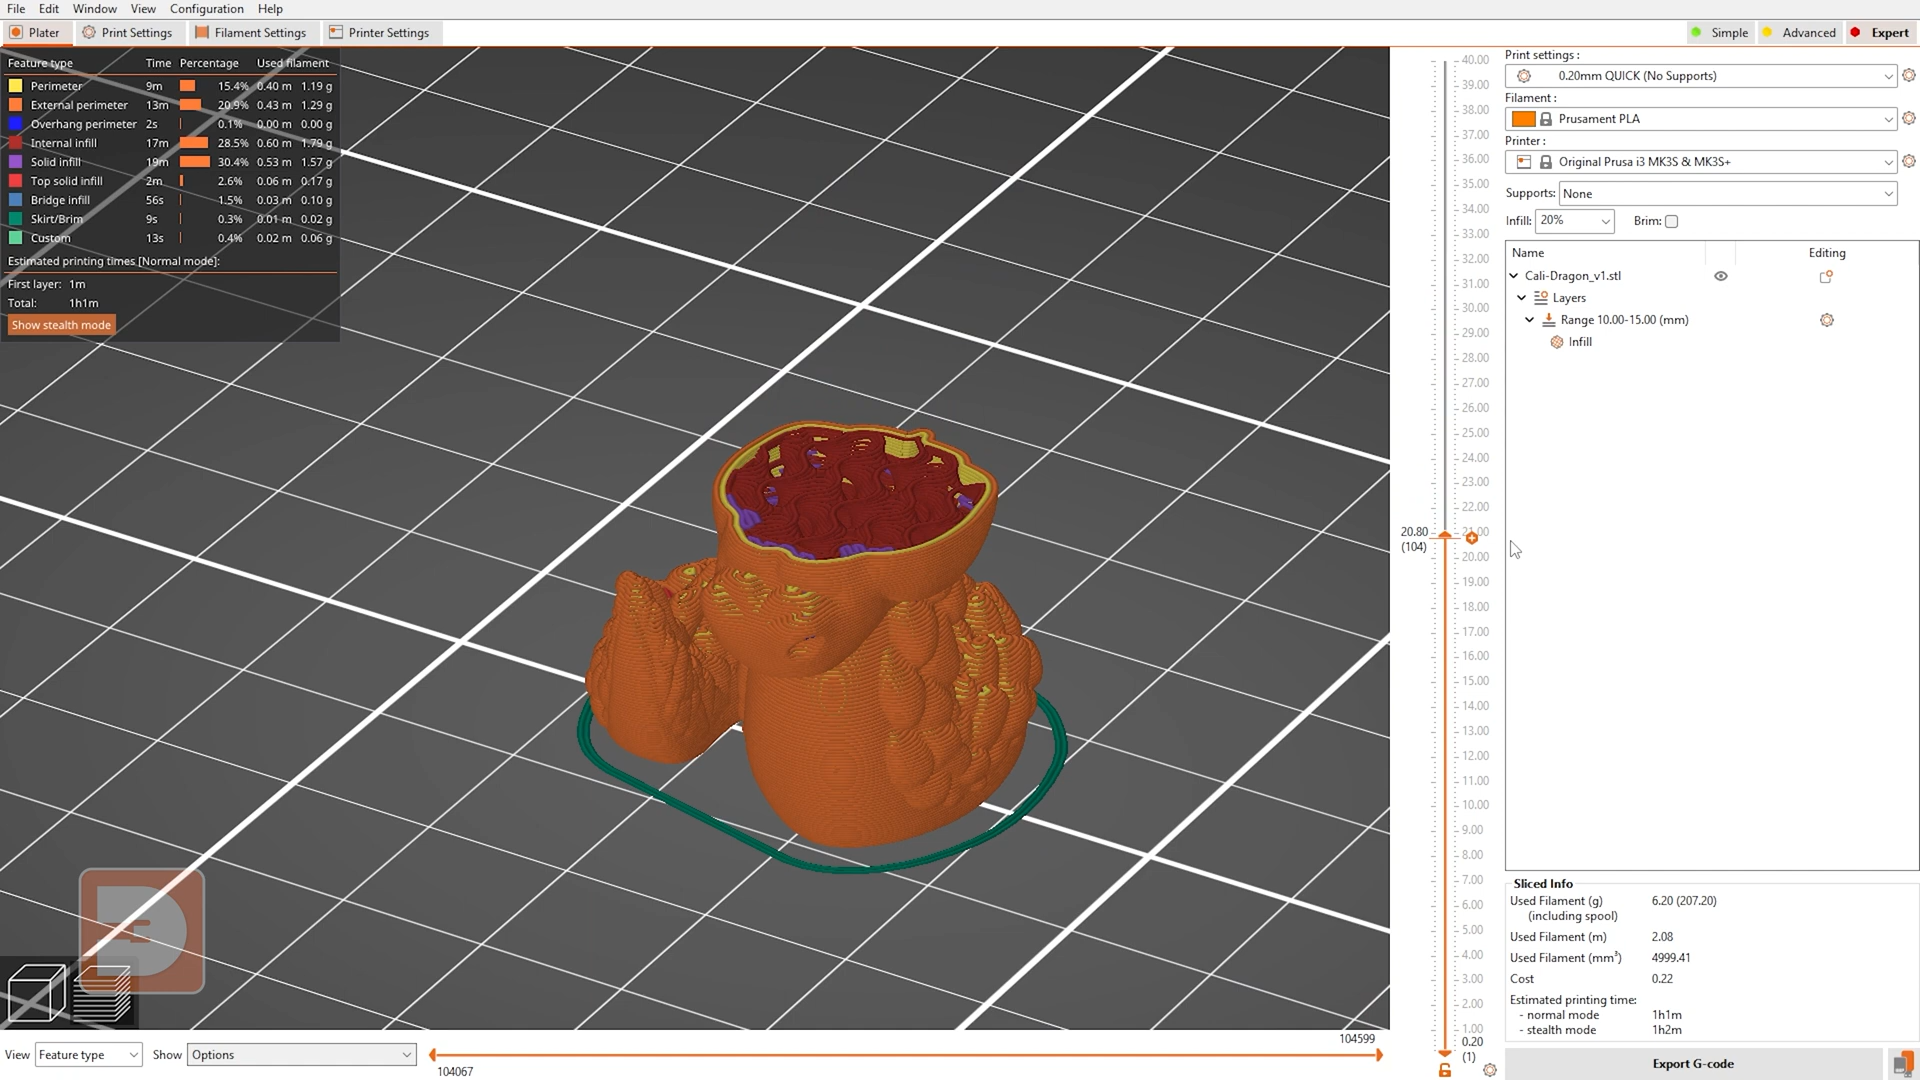 File Edit Window View Configuration Help
Plater Print Settings Filament Settings Printer Settings Simple Advanced Expert
Feature type Time Percentage Used filament
Perimeter 9m 15.4% 0.40 m 1.19 g
External perimeter 13m 20.9% 0.43 m 1.29 g
Overhang perimeter 2s 0.1% 0.00 m 0.00 g
Internal infill 17m 28.5% 0.60 m 1.79 g
Solid infill 19m 30.4% 0.53 m 1.57 g
Top solid infill 2m 2.6% 0.06 m 0.17 g
Bridge infill 56s 1.5% 0.03 m 0.10 g
Skirt/Brim 9s 0.3% 0.01 m 0.02 g
Custom 13s 0.4% 0.02 m 0.06 g
Estimated printing times [Normal mode]:
First layer: 1m
Total: 1h1m
Show stealth mode
40.00
39.00
38.00
37.00
36.00
35.00
34.00
33.00
32.00
31.00
30.00
29.00
28.00
27.00
26.00
25.00
24.00
23.00
22.00
20.80 21.00
(104)
20.00
19.00
18.00
17.00
16.00
15.00
14.00
13.00
12.00
11.00
10.00
9.00
8.00
7.00
6.00
5.00
4.00
3.00
2.00
1.00
0.20
(1)
Print settings :
0.20mm QUICK (No Supports)
Filament :
Prusament PLA
Printer :
Original Prusa i3 MK3S & MK3S+
Supports: None
Infill: 20% Brim:
Name Editing
Cali-Dragon_v1.stl
Layers
Range 10.00-15.00 (mm)
Infill
Sliced Info
Used Filament (g) 6.20 (207.20)
(including spool)
Used Filament (m) 2.08
Used Filament (mm³) 4999.41
Cost 0.22
Estimated printing time:
- normal mode 1h1m
- stealth mode 1h2m
Export G-code
View Feature type Show Options
104599
104067